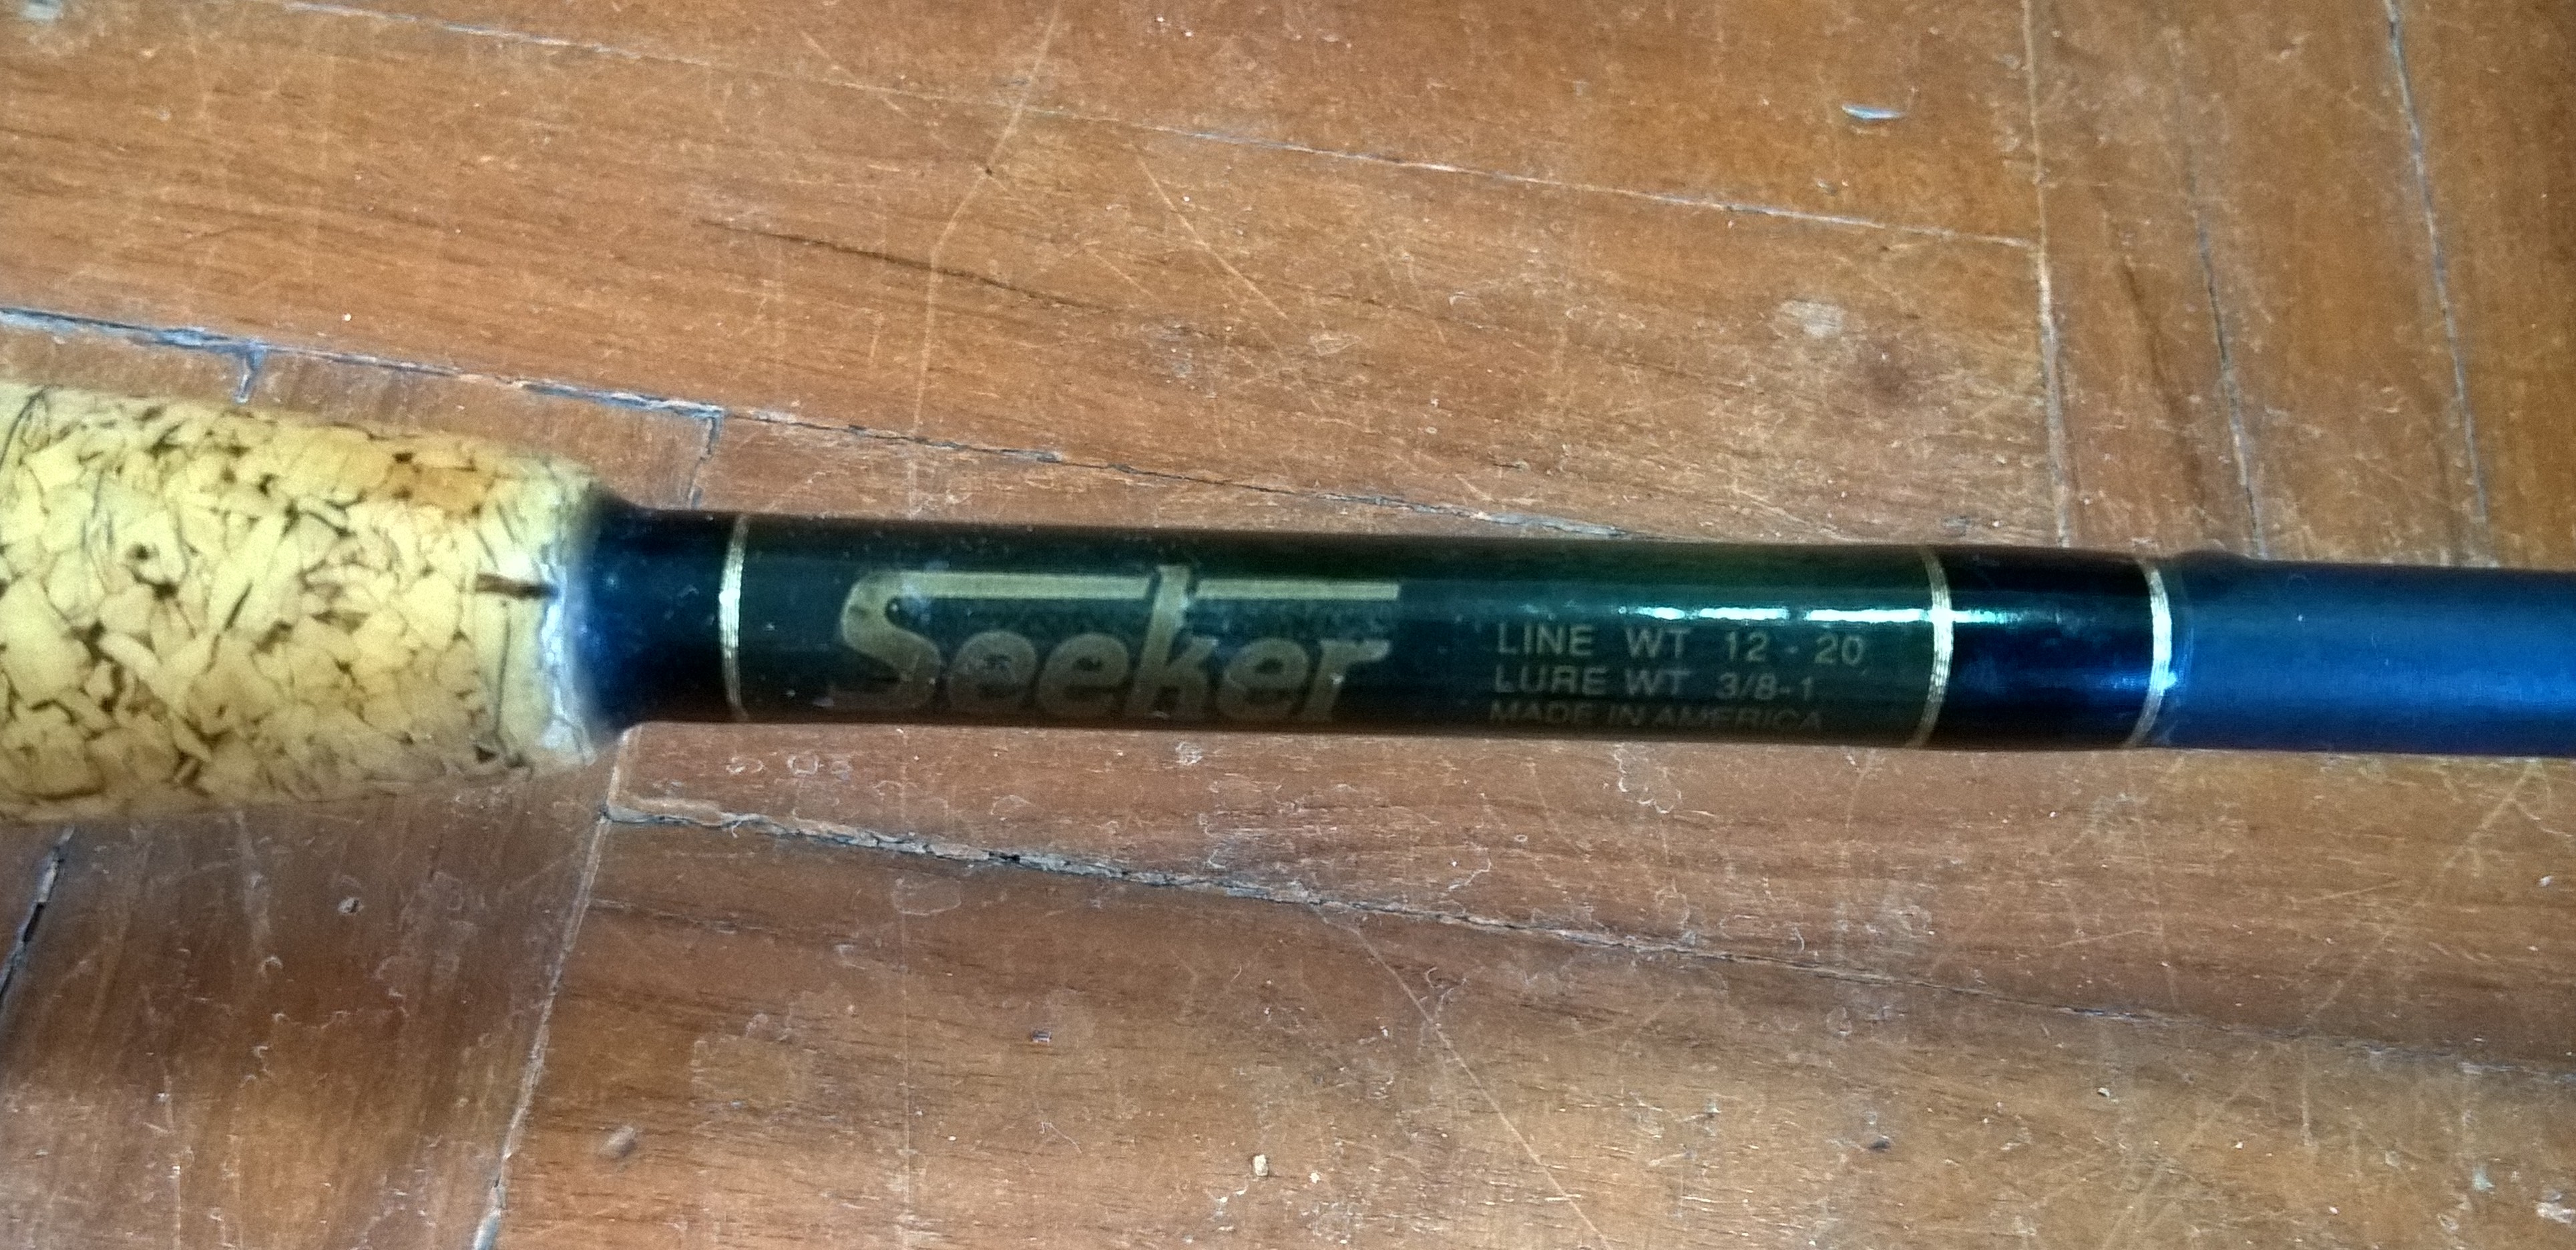 Seeker
LINE WT 12 - 20
LURE WT 3/8-1
MADE IN AMERICA